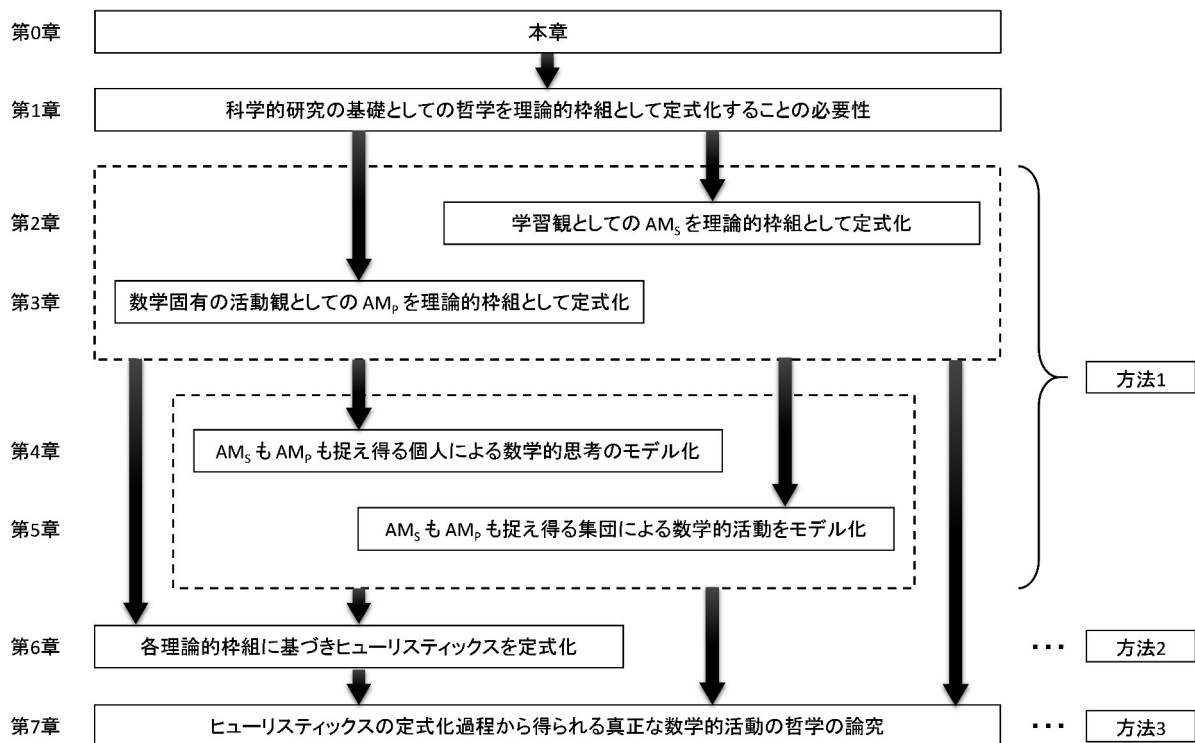 第0章
本章
第1章
科学的研究の基礎としての哲学を理論的枠組として定式化することの必要性
第2章
学習観としての AMS を理論的枠組として定式化
第3章
数学固有の活動観としての AMP を理論的枠組として定式化
方法1
第4章
AMS も AMP も捉え得る個人による数学的思考のモデル化
第5章
AMS も AMP も捉え得る集団による数学的活動をモデル化
第6章
各理論的枠組に基づきヒューリスティックスを定式化
… 方法2
第7章
ヒューリスティックスの定式化過程から得られる真正な数学的活動の哲学の論究
… 方法3